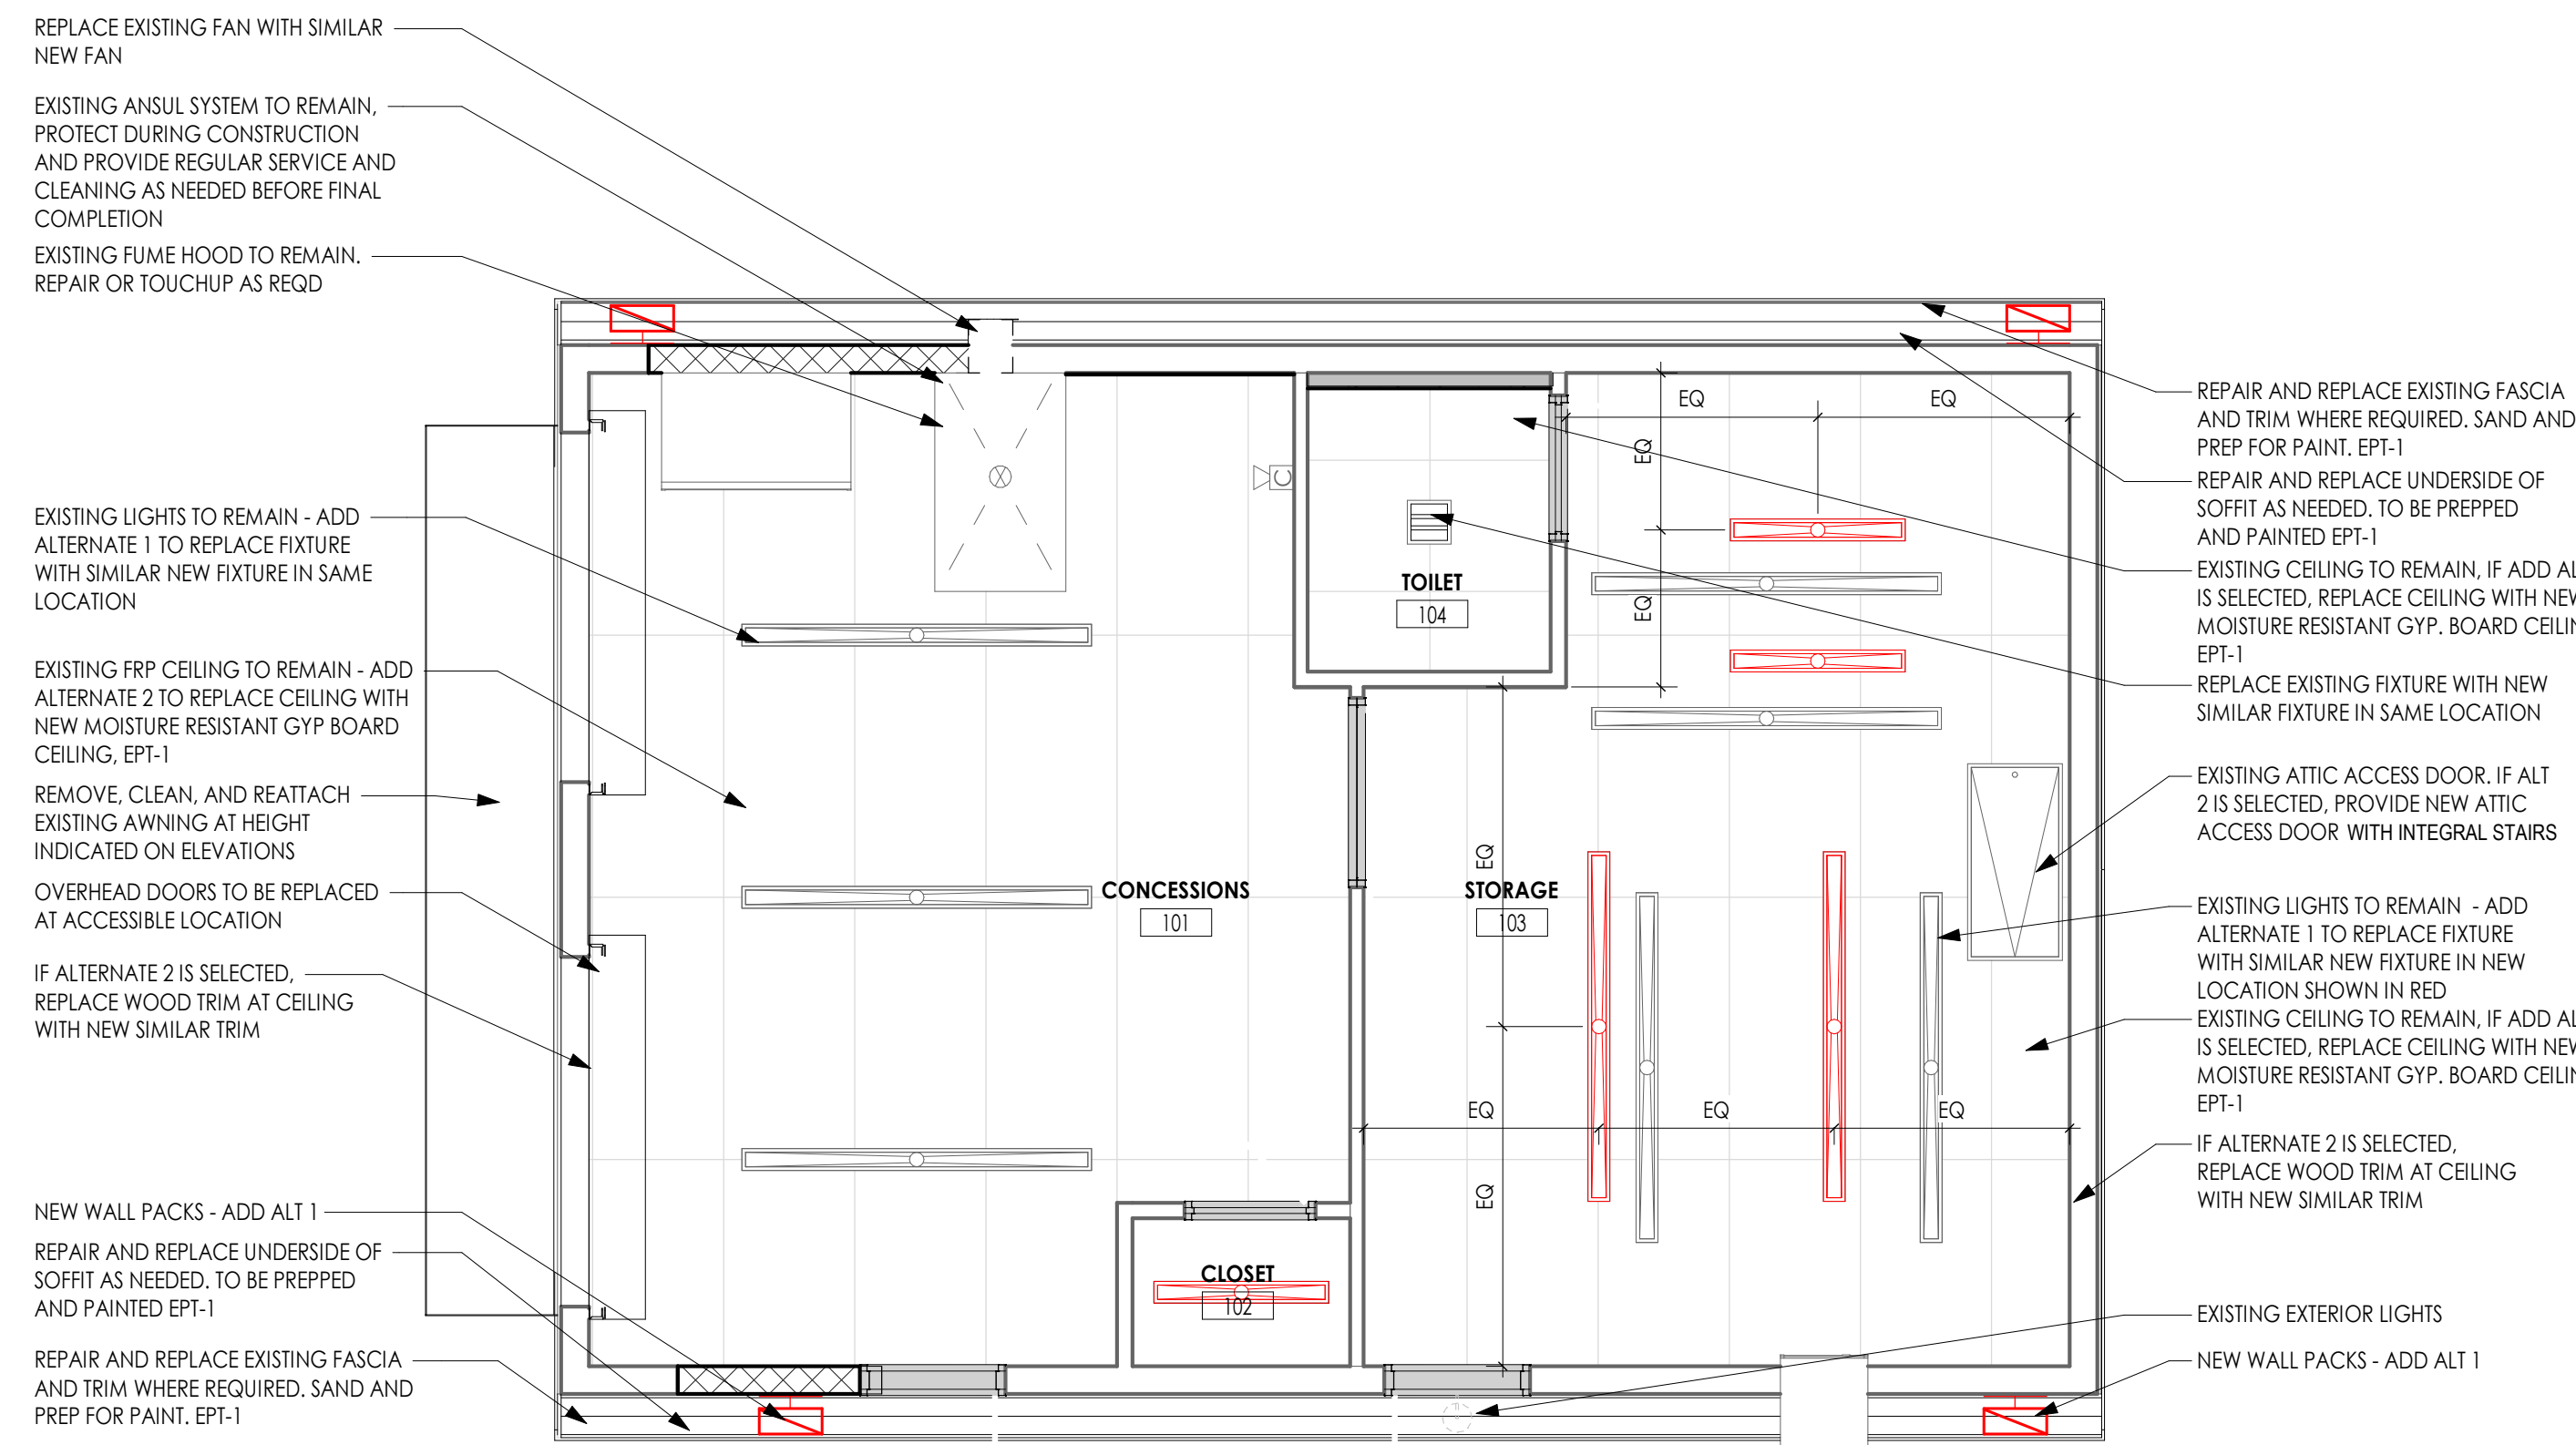 REPLACE EXISTING FAN WITH SIMILAR
NEW FAN
EXISTING ANSUL SYSTEM TO REMAIN,
PROTECT DURING CONSTRUCTION
AND PROVIDE REGULAR SERVICE AND
CLEANING AS NEEDED BEFORE FINAL
COMPLETION
EXISTING FUME HOOD TO REMAIN.
REPAIR OR TOUCHUP AS REQD
EXISTING LIGHTS TO REMAIN - ADD
ALTERNATE 1 TO REPLACE FIXTURE
WITH SIMILAR NEW FIXTURE IN SAME
LOCATION
EXISTING FRP CEILING TO REMAIN - ADD
ALTERNATE 2 TO REPLACE CEILING WITH
NEW MOISTURE RESISTANT GYP BOARD
CEILING, EPT-1
REMOVE, CLEAN, AND REATTACH
EXISTING AWNING AT HEIGHT
INDICATED ON ELEVATIONS
OVERHEAD DOORS TO BE REPLACED
AT ACCESSIBLE LOCATION
IF ALTERNATE 2 IS SELECTED,
REPLACE WOOD TRIM AT CEILING
WITH NEW SIMILAR TRIM
NEW WALL PACKS - ADD ALT 1
REPAIR AND REPLACE UNDERSIDE OF
SOFFIT AS NEEDED. TO BE PREPPED
AND PAINTED EPT-1
REPAIR AND REPLACE EXISTING FASCIA
AND TRIM WHERE REQUIRED. SAND AND
PREP FOR PAINT. EPT-1
C
TOILET
104
CONCESSIONS
101
STORAGE
103
CLOSET
102
EQ
EQ
EQ
EQ
EQ
EQ
EQ
EQ
EQ
REPAIR AND REPLACE EXISTING FASCIA
AND TRIM WHERE REQUIRED. SAND AND
PREP FOR PAINT. EPT-1
REPAIR AND REPLACE UNDERSIDE OF
SOFFIT AS NEEDED. TO BE PREPPED
AND PAINTED EPT-1
EXISTING CEILING TO REMAIN, IF ADD
IS SELECTED, REPLACE CEILING WITH
MOISTURE RESISTANT GYP. BOARD
EPT-1
REPLACE EXISTING FIXTURE WITH NEW
SIMILAR FIXTURE IN SAME LOCATION
EXISTING ATTIC ACCESS DOOR. IF ALT
2 IS SELECTED, PROVIDE NEW ATTIC
ACCESS DOOR WITH INTEGRAL STAIRS
EXISTING LIGHTS TO REMAIN - ADD
ALTERNATE 1 TO REPLACE FIXTURE
WITH SIMILAR NEW FIXTURE IN NEW
LOCATION SHOWN IN RED
EXISTING CEILING TO REMAIN, IF ADD
IS SELECTED, REPLACE CEILING WITH
MOISTURE RESISTANT GYP. BOARD
EPT-1
IF ALTERNATE 2 IS SELECTED,
REPLACE WOOD TRIM AT CEILING
WITH NEW SIMILAR TRIM
EXISTING EXTERIOR LIGHTS
NEW WALL PACKS - ADD ALT 1